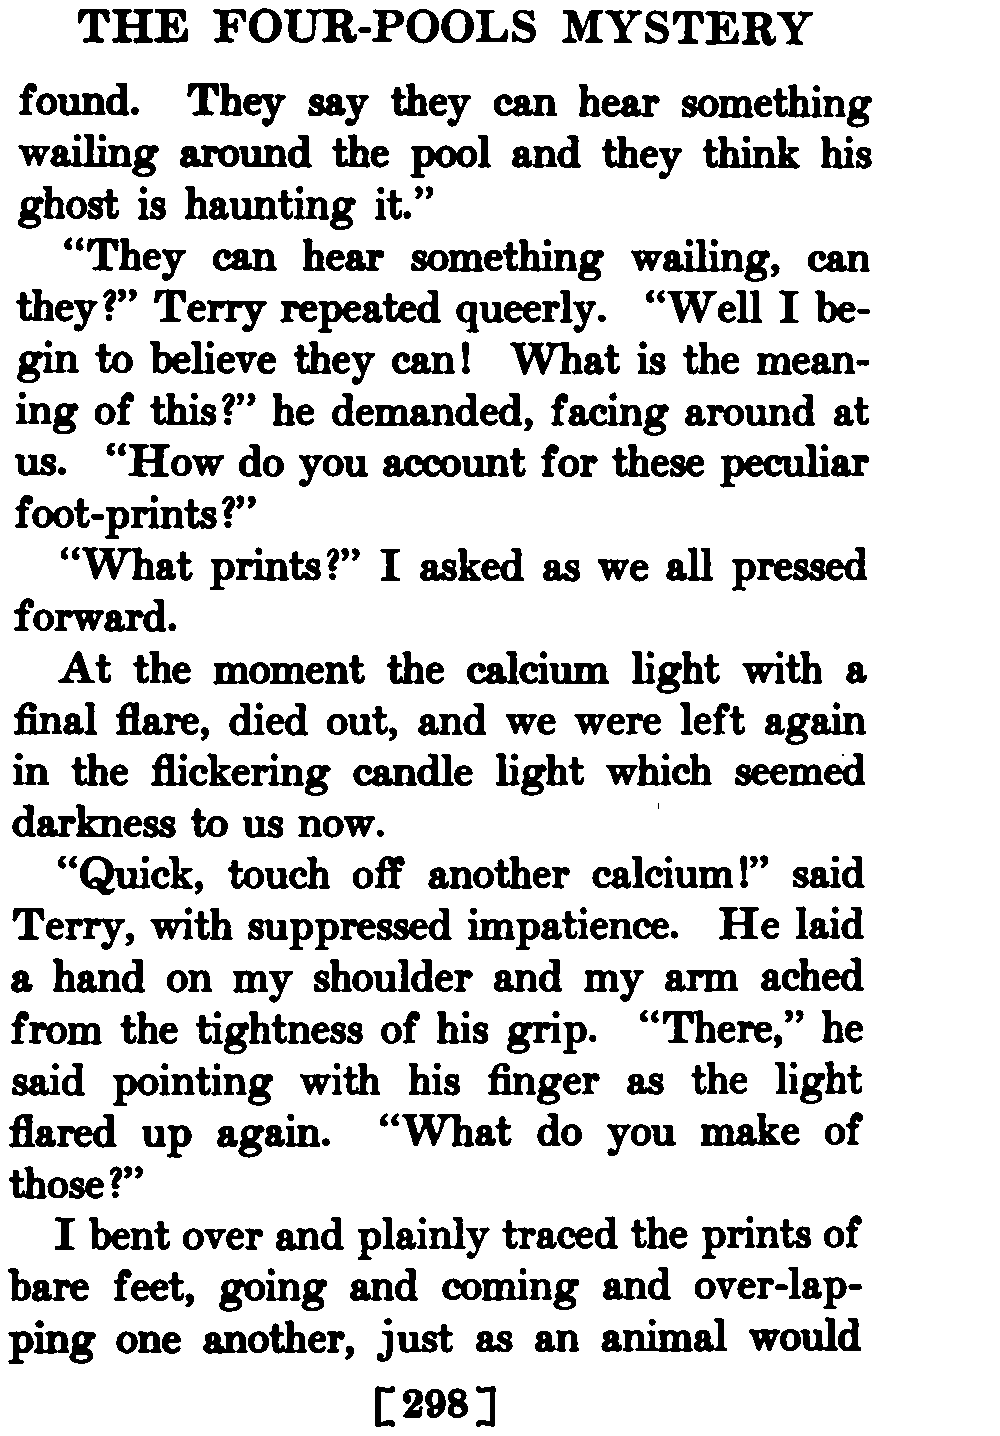 THE FOUR-POOLS MYSTERY
found. They say they can hear something
wailing around the pool and they think his
ghost is haunting it.”
“They can hear something wailing, can
they?” Terry repeated queerly. “Well I be-
gin to believe they can! What is the mean-
ing of this?” he demanded, facing around at
us. “How do you account for these peculiar
foot-prints?”
“What prints?” I asked as we all pressed
forward.
At the moment the calcium light with a
final flare, died out, and we were left again
in the flickering candle light which seemed
darkness to us now.
“Quick, touch off another calcium!” said
Terry, with suppressed impatience. He laid
a hand on my shoulder and my arm ached
from the tightness of his grip. “There,” he
said pointing with his finger as the light
flared up again. “What do you make of
those?”
I bent over and plainly traced the prints of
bare feet, going and coming and over-lap-
ping one another, just as an animal would
[298]